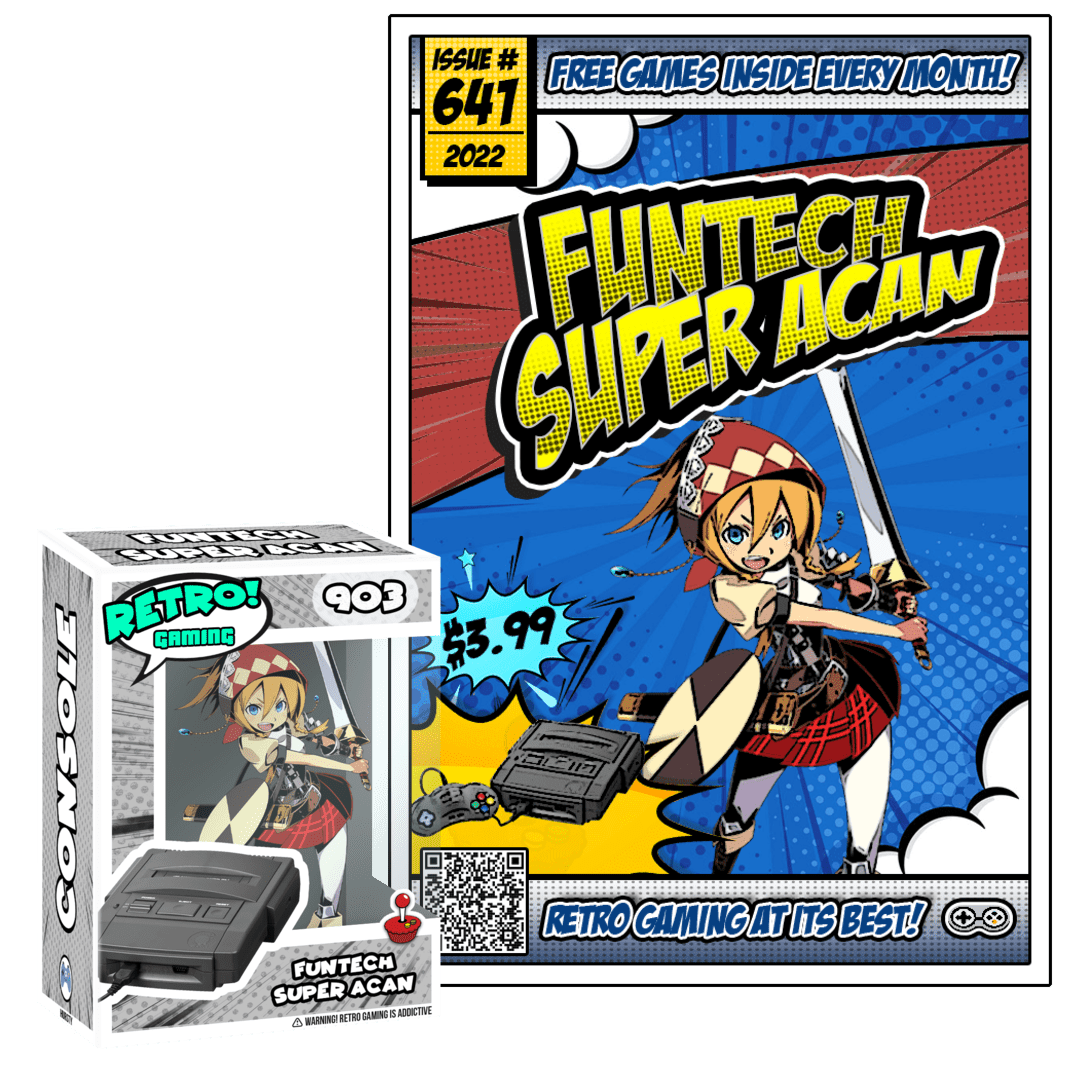 ISSUE #
641
2022
FREE GAMES INSIDE EVERY MONTH!
FUNTECH
SUPER ACAN
$3.99
RETRO GAMING AT ITS BEST!
FUNTECH
SUPER ACAN
RETRO!
GAMING
903
CONSOLE
FUNTECH
SUPER ACAN
WARNING! RETRO GAMING IS ADDICTIVE